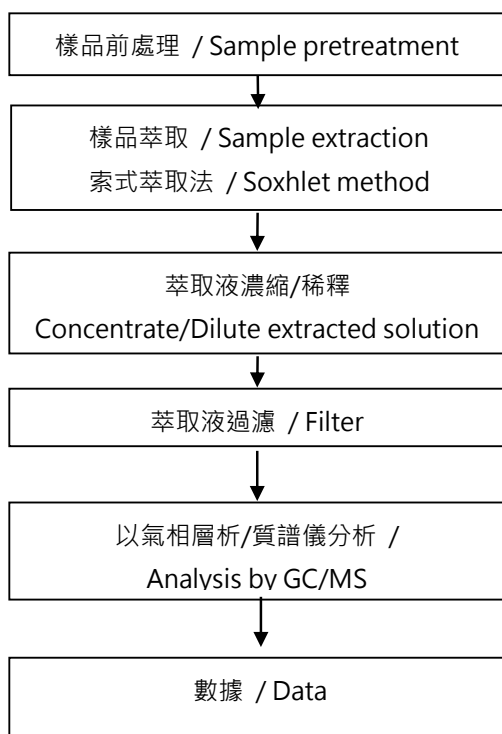 樣品前處理 / Sample pretreatment
樣品萃取 / Sample extraction
索式萃取法 / Soxhlet method
萃取液濃縮/稀釋
Concentrate/Dilute extracted solution
萃取液過濾 / Filter
以氣相層析/質譜儀分析 /
Analysis by GC/MS
數據 / Data